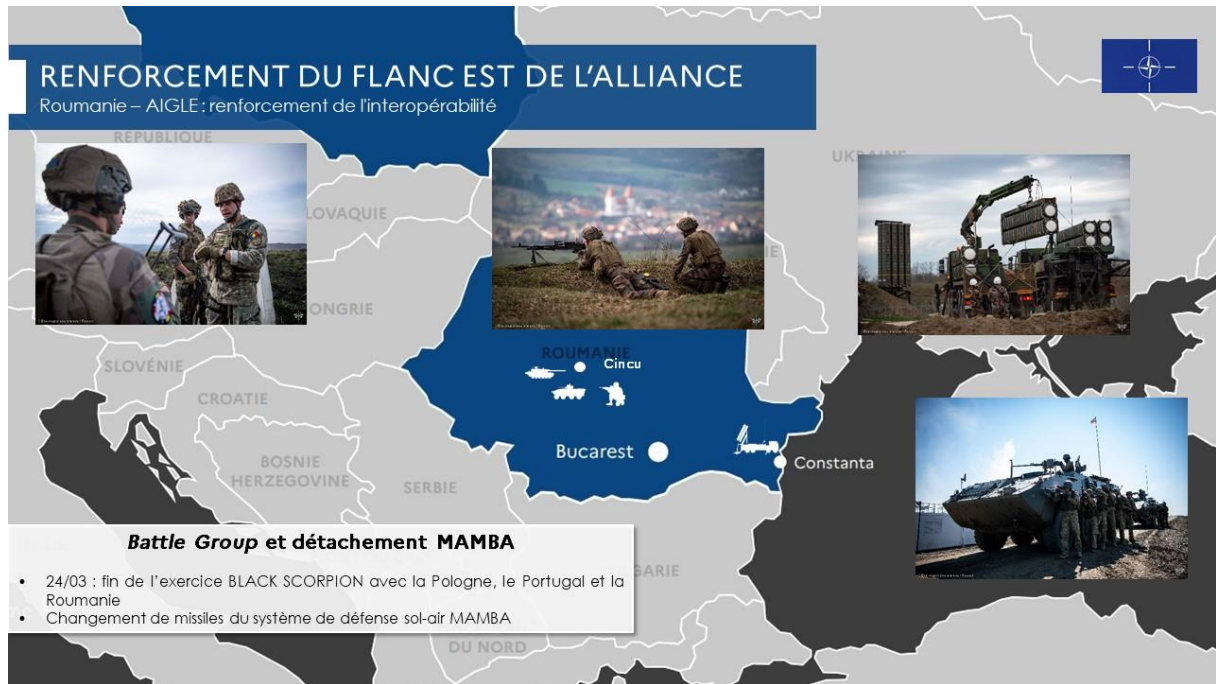 RENFORCEMENT DU FLANC EST DE L'ALLIANCE
Roumanie – AIGLE : renforcement de l'interopérabilité
RÉPUBLIQUE
UKRAINE
LOVAQUIE
ONGRIE
SLOVÉNIE
CROATIE
BOSNIE
HERZEGOVINE
SERBIE
ROUMANIE
Cincu
Bucarest
Constanta
GARIE
DU NORD
Battle Group et détachement MAMBA
• 24/03 : fin de l'exercice BLACK SCORPION avec la Pologne, le Portugal et la
Roumanie
• Changement de missiles du système de défense sol-air MAMBA